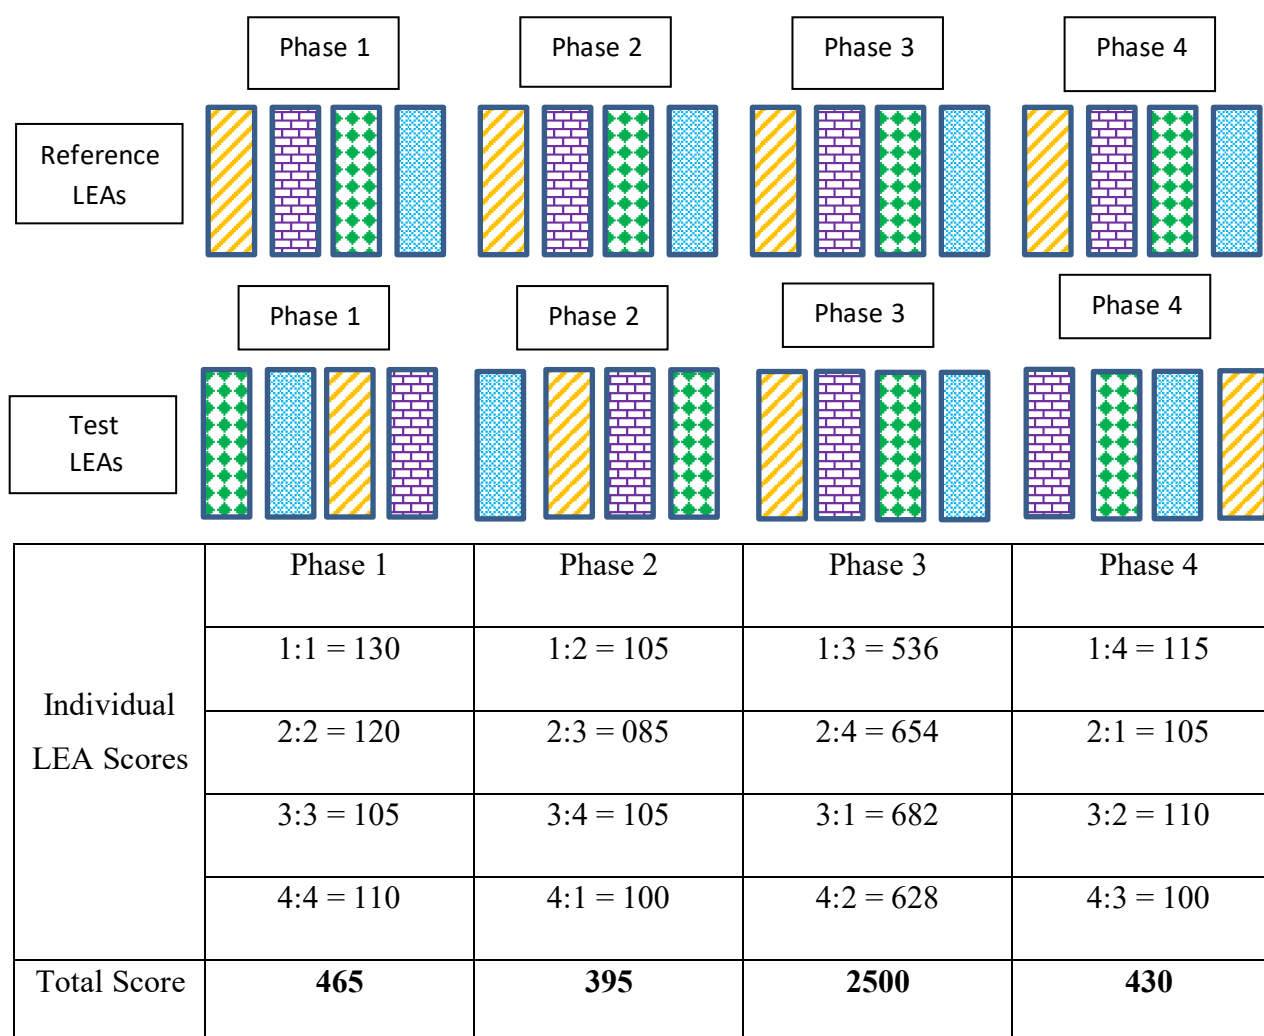 Phase 1
Phase 2
Phase 3
Phase 4
Reference
LEAs
Phase 1
Phase 2
Phase 3
Phase 4
Test
LEAs
Individual
LEA Scores
Phase 1 Phase 2 Phase 3 Phase 4
1:1 = 130 1:2 = 105 1:3 = 536 1:4 = 115
2:2 = 120 2:3 = 085 2:4 = 654 2:1 = 105
3:3 = 105 3:4 = 105 3:1 = 682 3:2 = 110
4:4 = 110 4:1 = 100 4:2 = 628 4:3 = 100
Total Score 465 395 2500 430